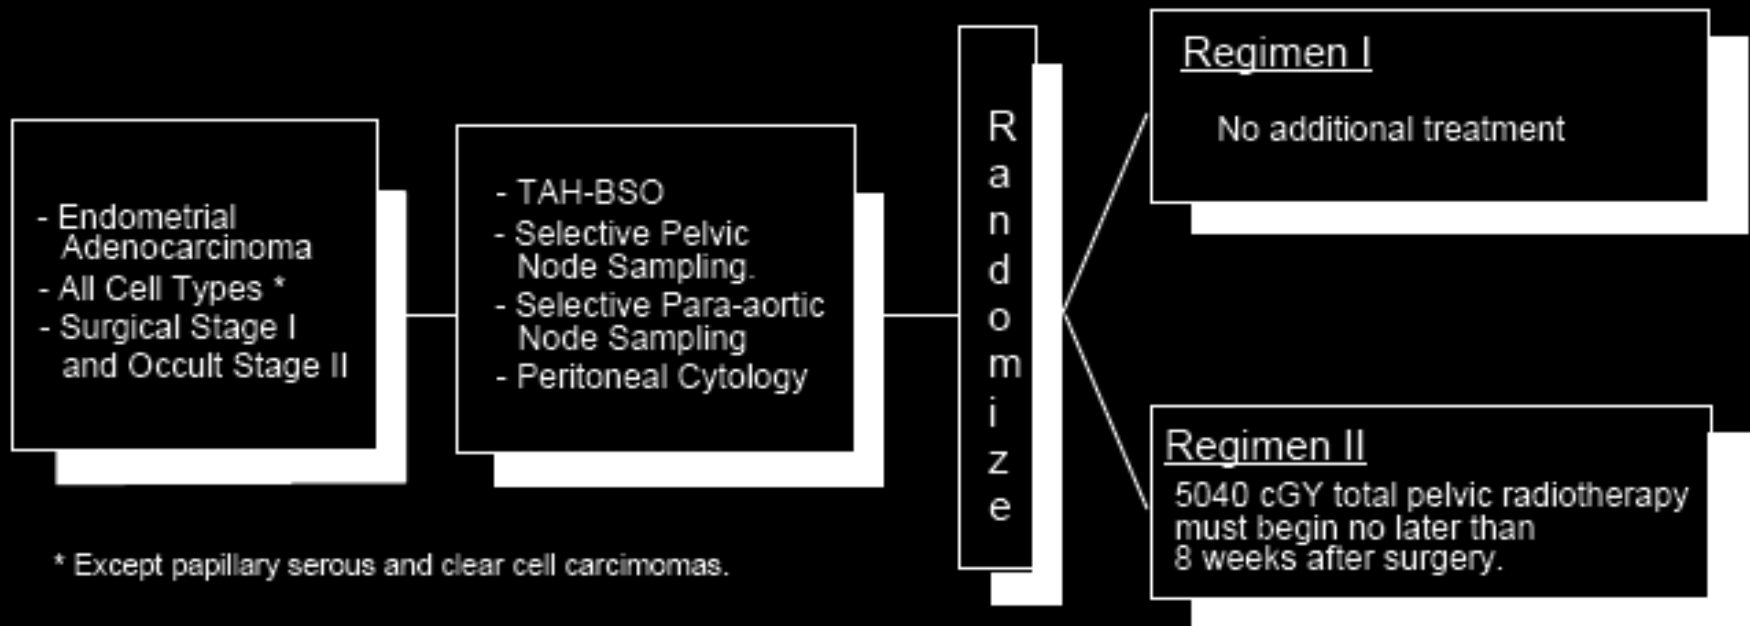 - Endometrial
Adenocarcinoma
- All Cell Types *
- Surgical Stage I
and Occult Stage II
- TAH-BSO
- Selective Pelvic
Node Sampling.
- Selective Para-aortic
Node Sampling
- Peritoneal Cytology
Randomize
Regimen I
No additional treatment
Regimen II
5040 cGY total pelvic radiotherapy
must begin no later than
8 weeks after surgery.
* Except papillary serous and clear cell carcimomas.